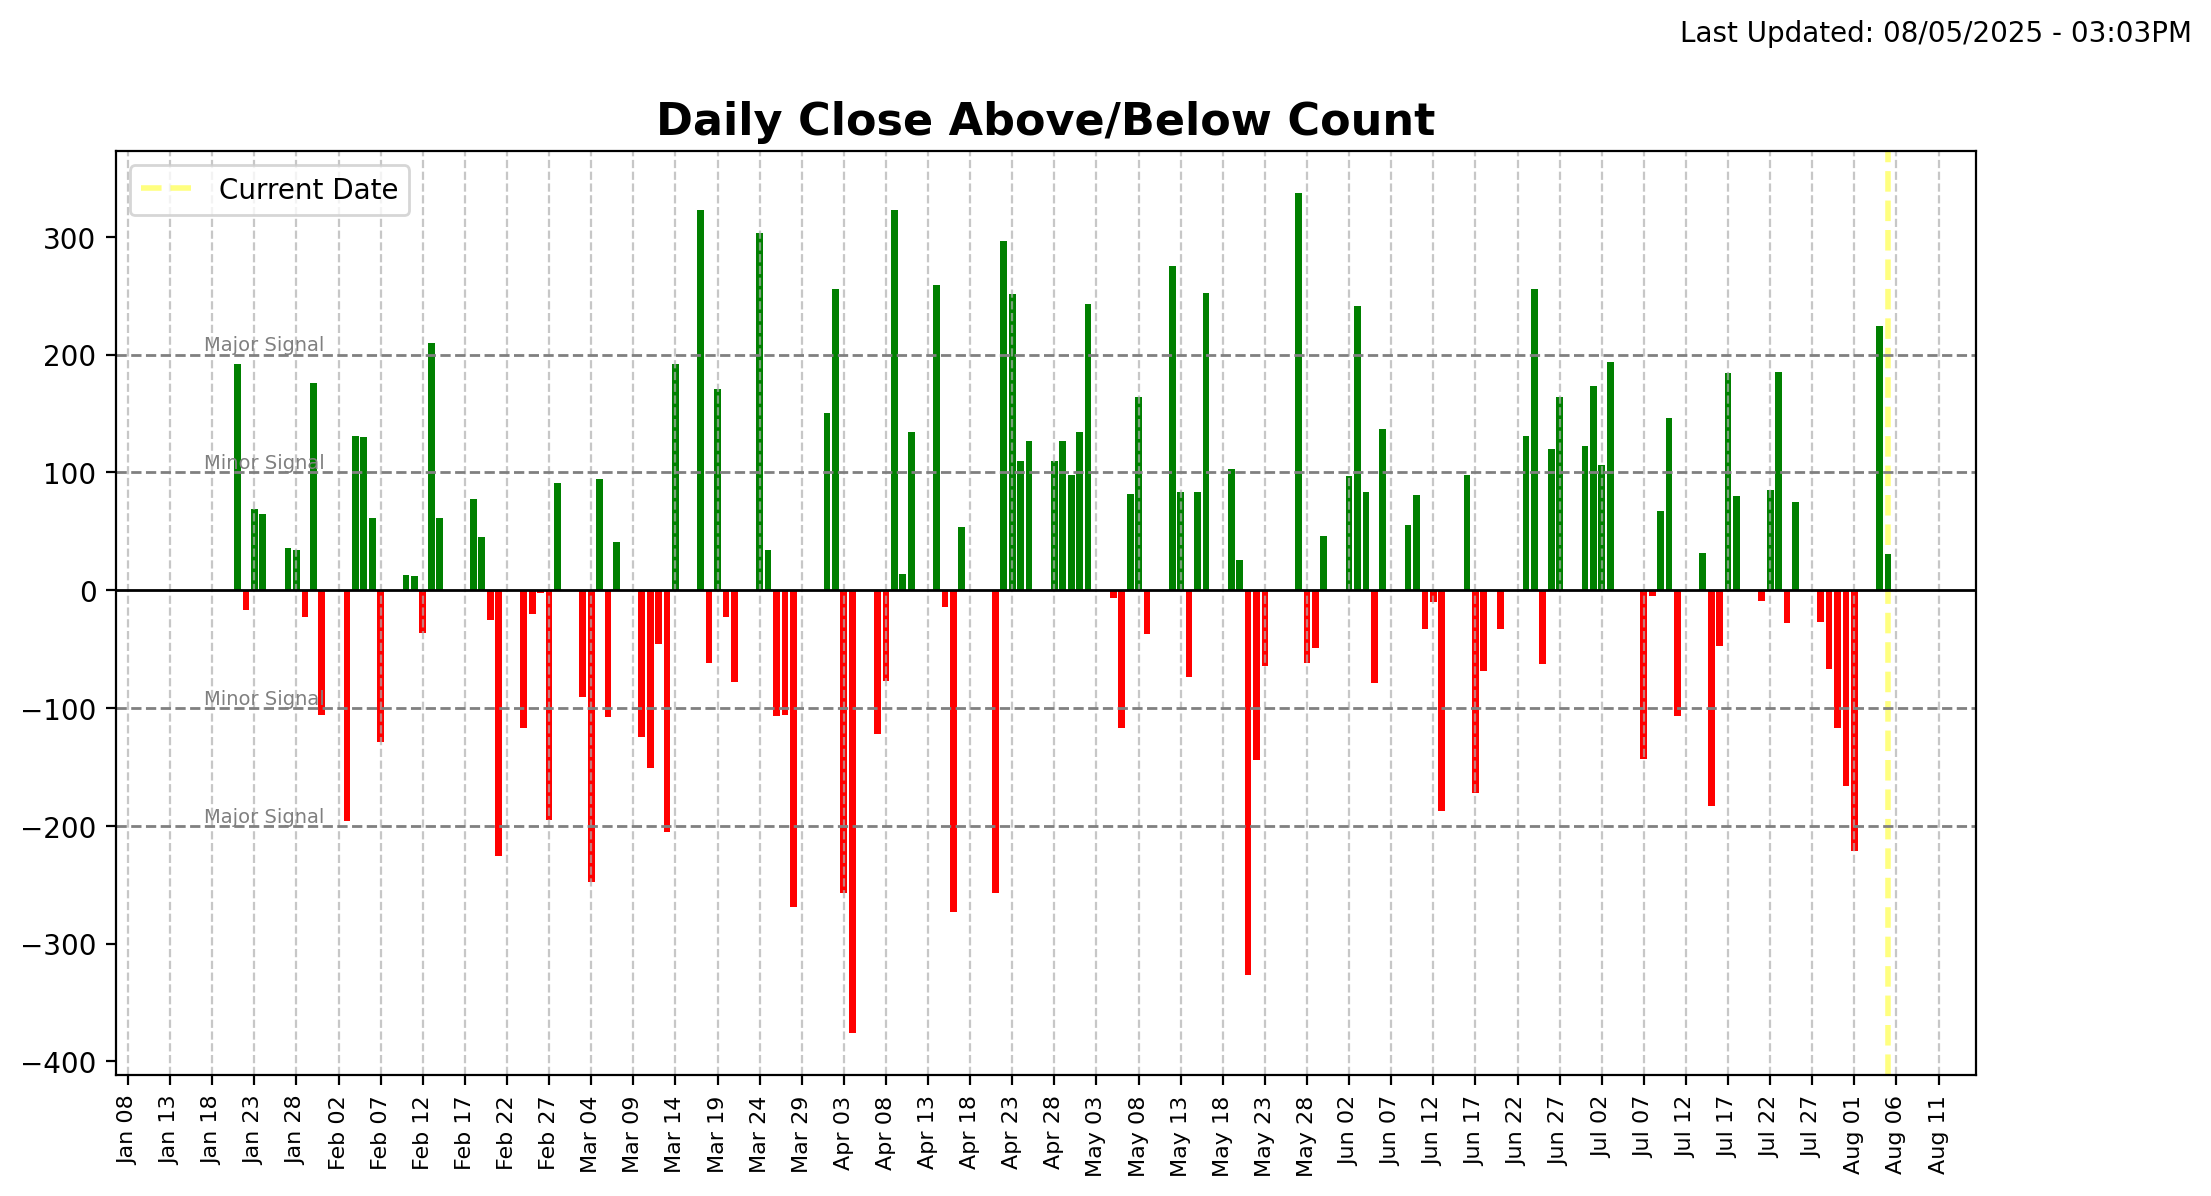 Last Updated: 08/05/2025 - 03:03PM
Daily Close Above/Below Count
Current Date
300
Major Signal
200
Minor Signal
100
0
Minor Signal
−100
Major Signal
−200
−300
−400
Jan 08
Jan 13
Jan 18
Jan 23
Jan 28
Feb 02
Feb 07
Feb 12
Feb 17
Feb 22
Feb 27
Mar 04
Mar 09
Mar 14
Mar 19
Mar 24
Mar 29
Apr 03
Apr 08
Apr 13
Apr 18
Apr 23
Apr 28
May 03
May 08
May 13
May 18
May 23
May 28
Jun 02
Jun 07
Jun 12
Jun 17
Jun 22
Jun 27
Jul 02
Jul 07
Jul 12
Jul 17
Jul 22
Jul 27
Aug 01
Aug 06
Aug 11